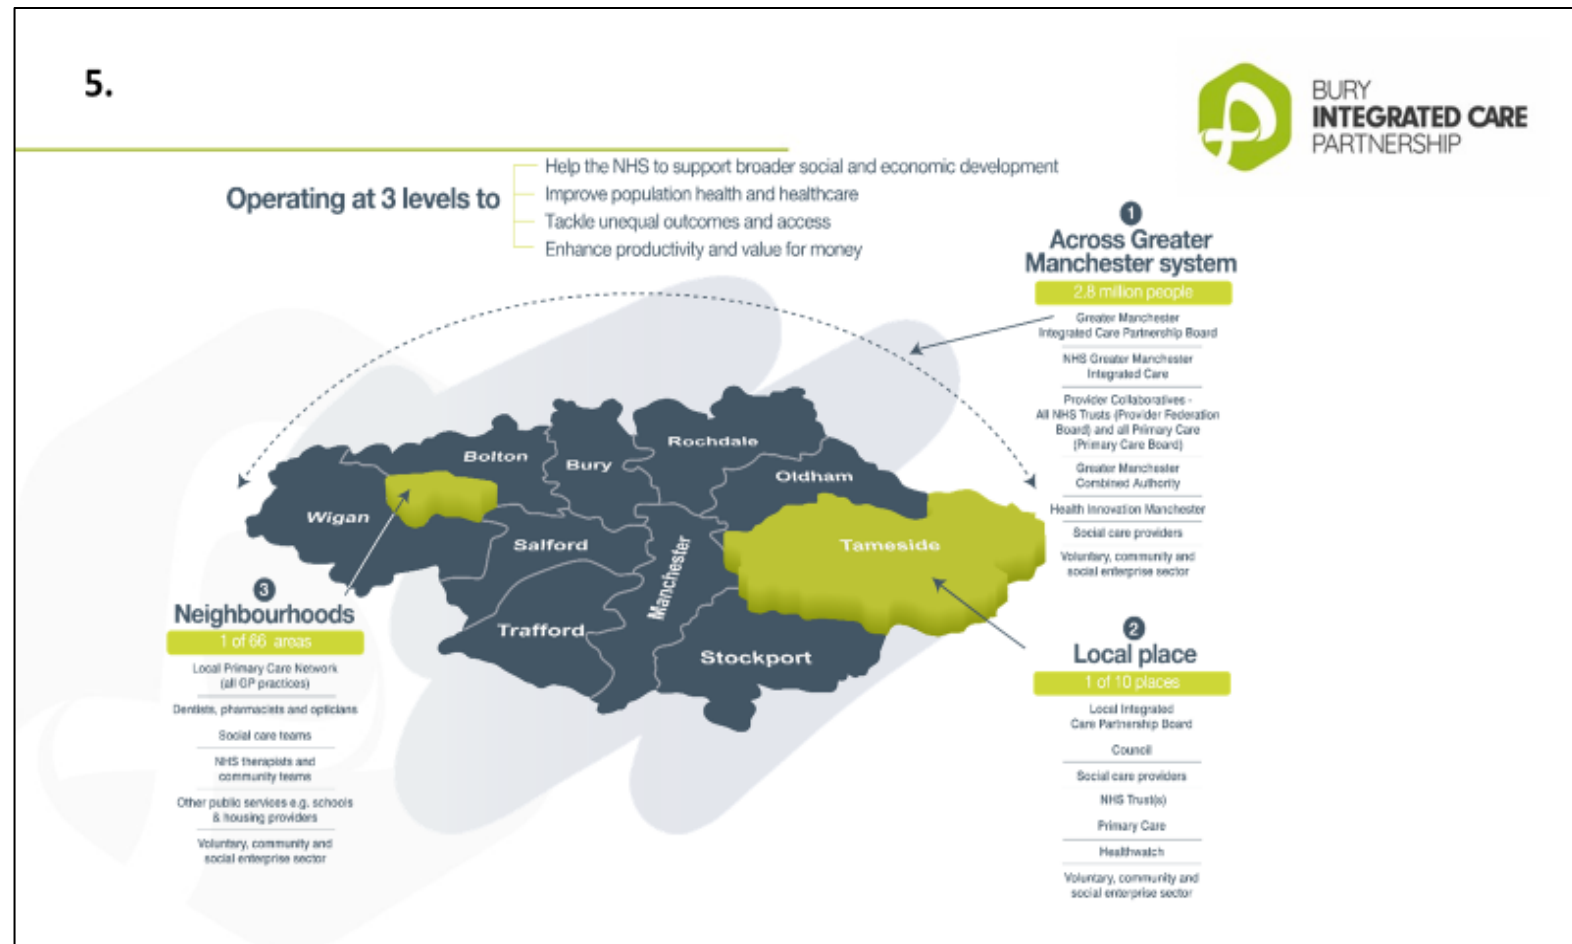 5.
BURY
INTEGRATED CARE
PARTNERSHIP
Operating at 3 levels to
Help the NHS to support broader social and economic development
Improve population health and healthcare
Tackle unequal outcomes and access
Enhance productivity and value for money
1
Across Greater
Manchester system
2.8 million people
Greater Manchester
Integrated Care Partnership Board
NHS Greater Manchester
Integrated Care
Provider Collaboratives -
All NHS Trusts (Provider Federation
Board) and all Primary Care
(Primary Care Board)
Greater Manchester
Combined Authority
Health Innovation Manchester
Social care providers
Voluntary, community and
social enterprise sector
Bolton
Bury
Rochdale
Oldham
Wigan
Salford
Manchester
Tameside
Trafford
Stockport
3
Neighbourhoods
1 of 66 areas
Local Primary Care Network
(all GP practices)
Dentists, pharmacists and opticians
Social care teams
NHS therapists and
community teams
Other public services e.g. schools
& housing providers
Voluntary, community and
social enterprise sector
2
Local place
1 of 10 places
Local Integrated
Care Partnership Board
Council
Social care providers
NHS Trust(s)
Primary Care
Healthwatch
Voluntary, community and
social enterprise sector